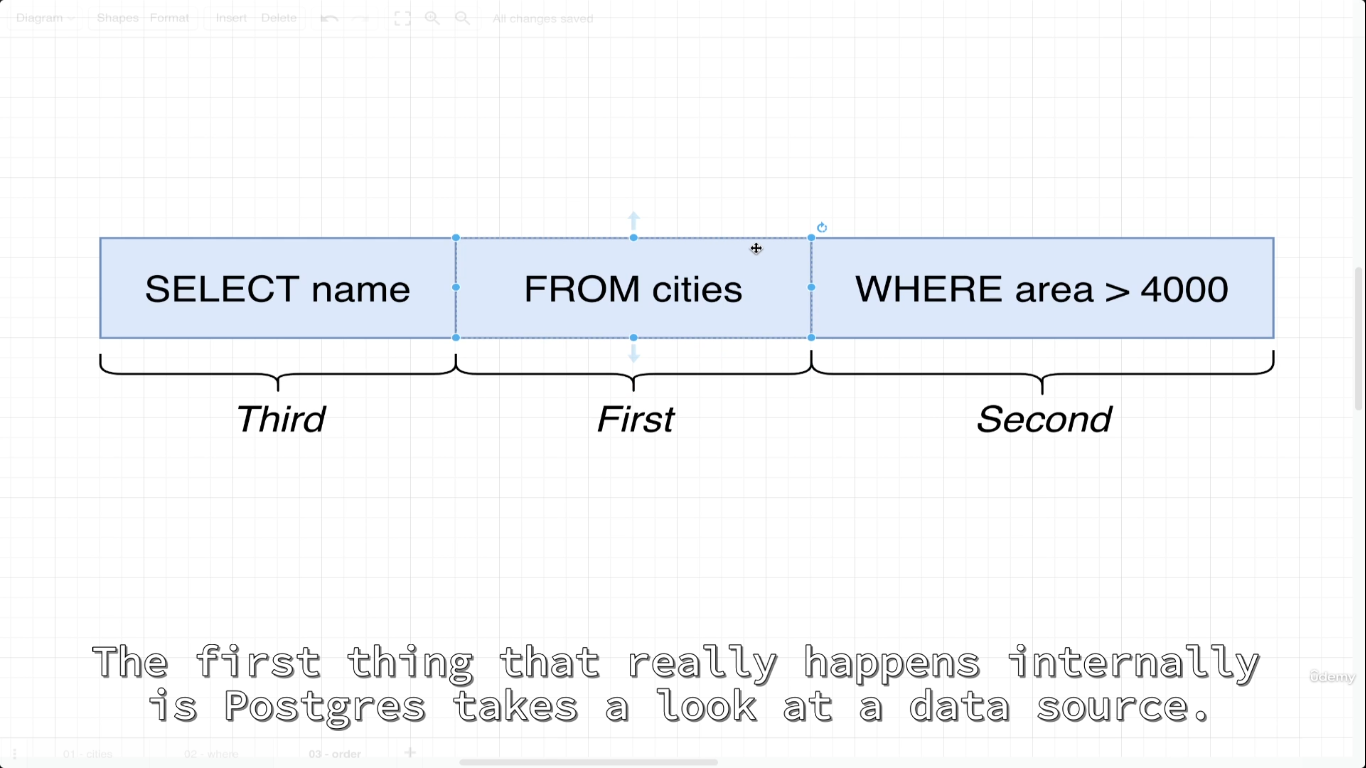 Diagram Shapes Format Insert Delete All changes saved
SELECT name FROM cities WHERE area > 4000
Third First Second
The first thing that really happens internally
is Postgres takes a look at a data source.
ûdemy
01 - cities 02 - where 03 - order